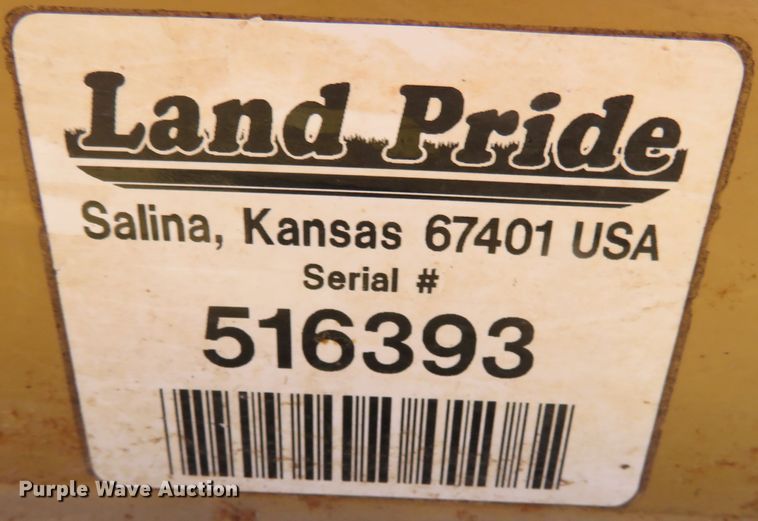 Land Pride
Salina, Kansas 67401 USA
Serial #
516393
Purple Wave Auction